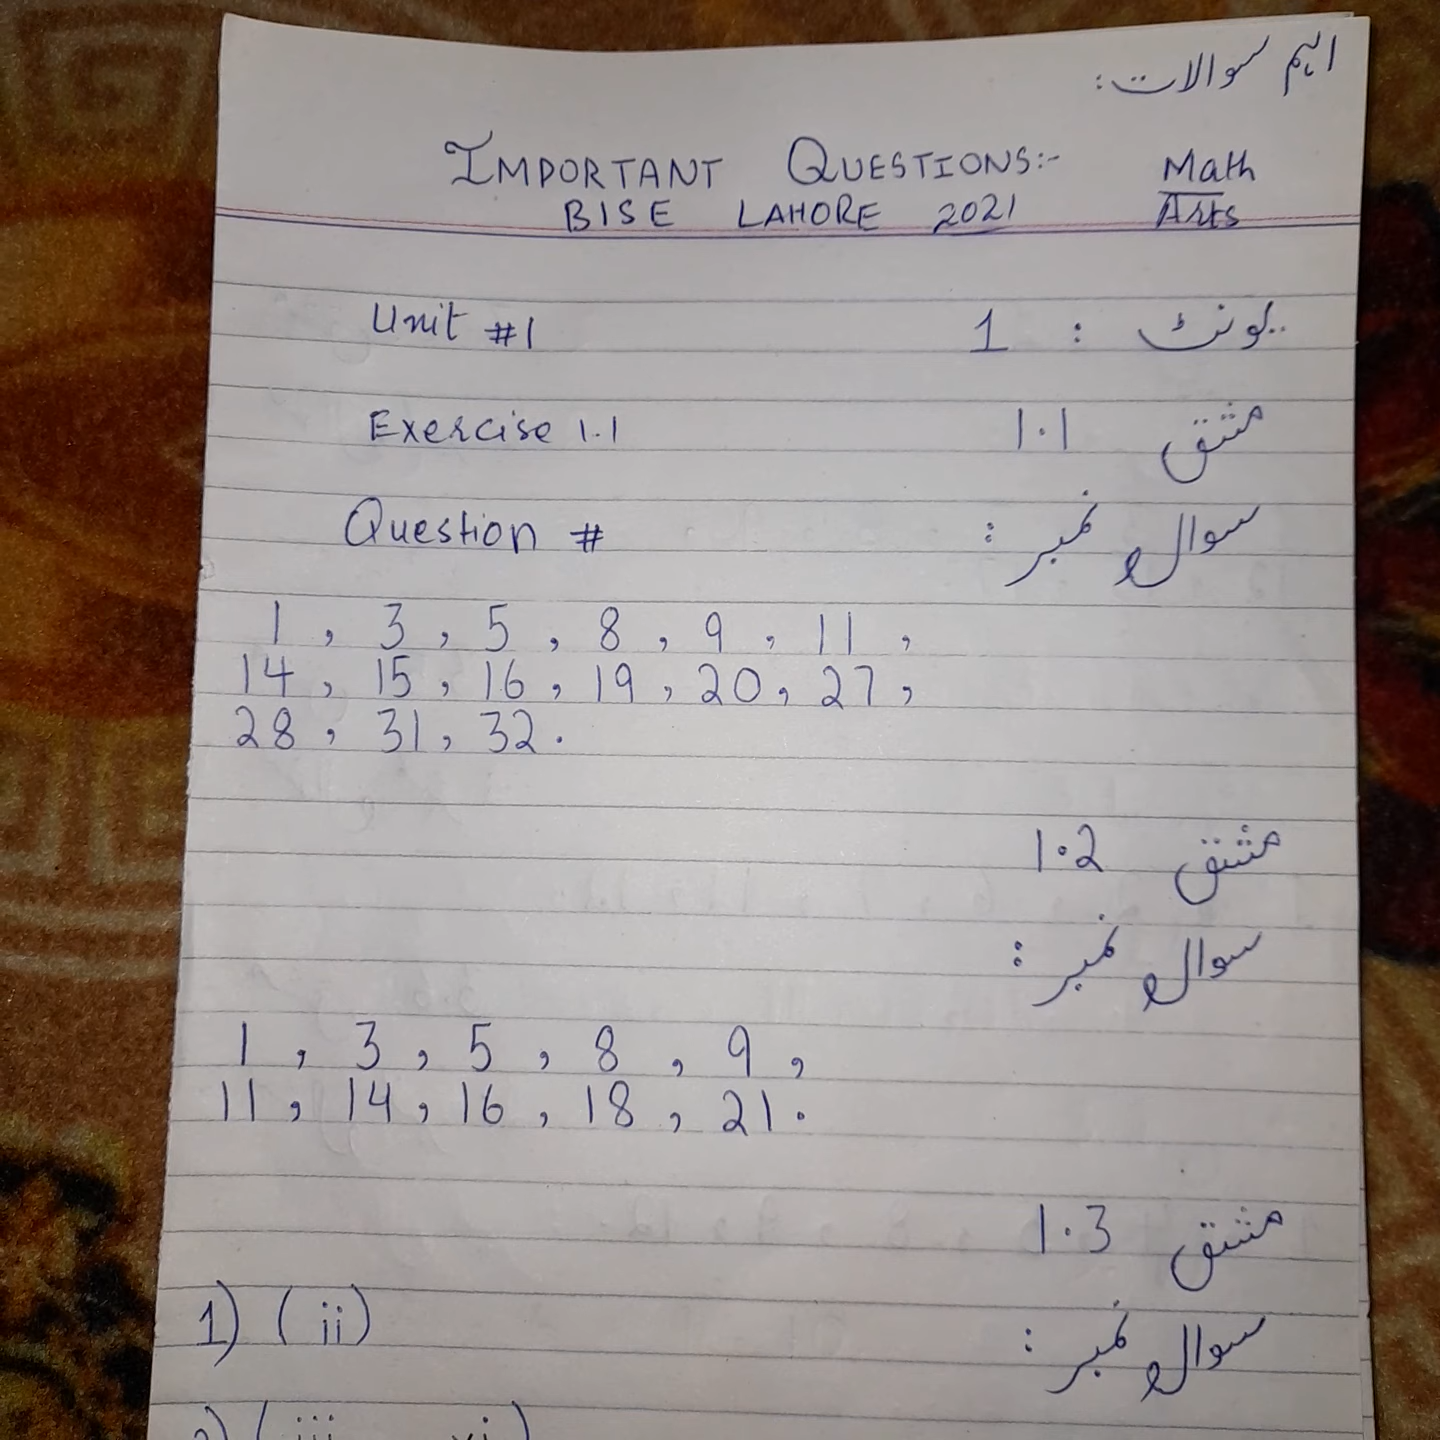 اہم سوالات:
IMPORTANT QUESTIONS:- Math
BISE LAHORE 2021 Arts
Unit #1 یونٹ : 1
Exercise 1.1 مشق 1.1
Question # سوال نمبر :
1, 3, 5, 8, 9, 11,
14, 15, 16, 19, 20, 27,
28, 31, 32.
مشق 1.2
سوال نمبر :
1, 3, 5, 8, 9,
11, 14, 16, 18, 21.
مشق 1.3
1) (ii) سوال نمبر :
2) (iii xi)